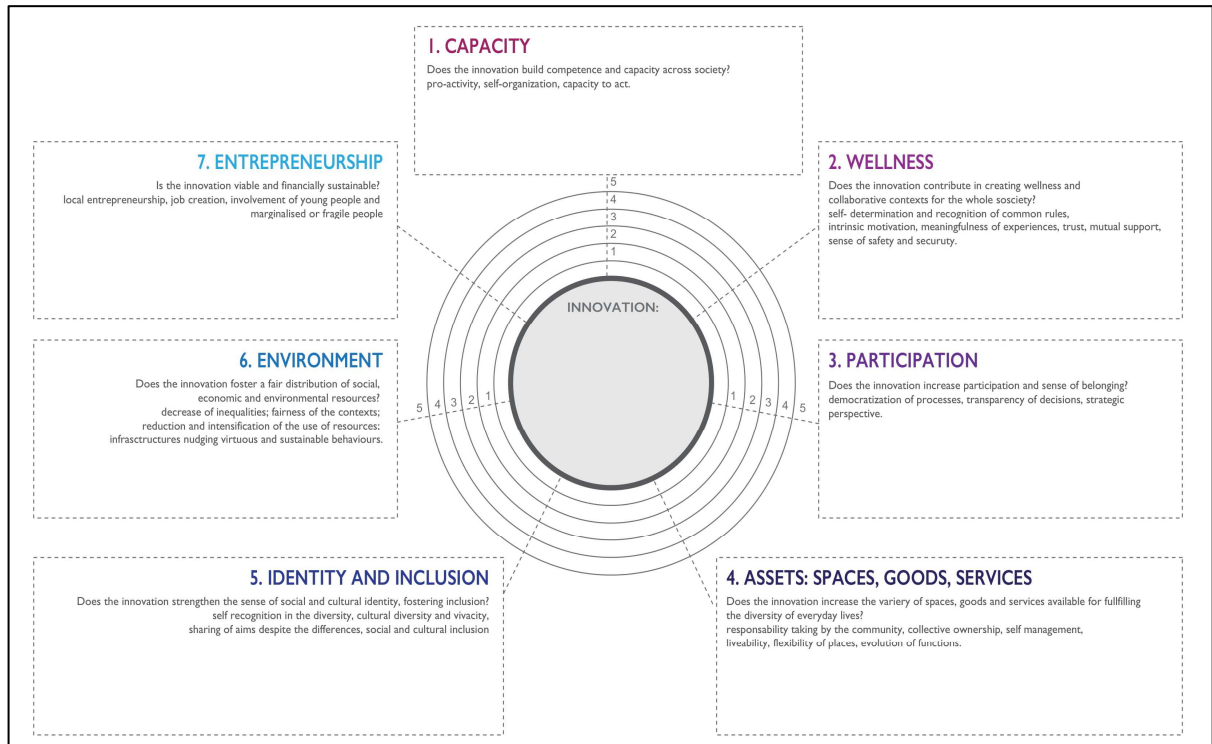 1. CAPACITY
Does the innovation build competence and capacity across society?
pro-activity, self-organization, capacity to act.
2. WELLNESS
Does the innovation contribute in creating wellness and
collaborative contexts for the whole sosciety?
self- determination and recognition of common rules,
intrinsic motivation, meaningfulness of experiences, trust, mutual support,
sense of safety and securuty.
3. PARTICIPATION
Does the innovation increase participation and sense of belonging?
democratization of processes, transparency of decisions, strategic
perspective.
4. ASSETS: SPACES, GOODS, SERVICES
Does the innovation increase the variery of spaces, goods and services available for fullfilling
the diversity of everyday lives?
responsability taking by the community, collective ownership, self management,
liveability, flexibility of places, evolution of functions.
5. IDENTITY AND INCLUSION
Does the innovation strengthen the sense of social and cultural identity, fostering inclusion?
self recognition in the diversity, cultural diversity and vivacity,
sharing of aims despite the differences, social and cultural inclusion
6. ENVIRONMENT
Does the innovation foster a fair distribution of social,
economic and environmental resources?
decrease of inequalities; fairness of the contexts;
reduction and intensification of the use of resources:
infrasctructures nudging virtuous and sustainable behaviours.
7. ENTREPRENEURSHIP
Is the innovation viable and financially sustainable?
local entrepreneurship, job creation, involvement of young people and
marginalised or fragile people
5
4
3
2
1
INNOVATION:
5 4 3 2 1
1 2 3 4 5